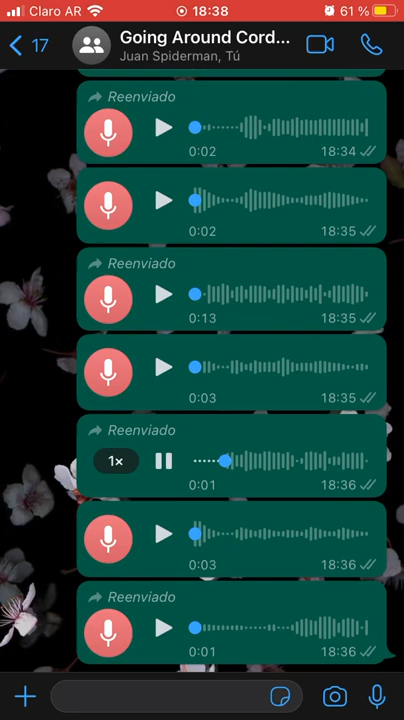 Claro AR 18:38 61 %
17 Going Around Cord...
Juan Spiderman, Tú
Reenviado
0:02 18:34
0:02 18:35
Reenviado
0:13 18:35
0:03 18:35
Reenviado
1×
0:01 18:36
0:03 18:36
Reenviado
0:01 18:36